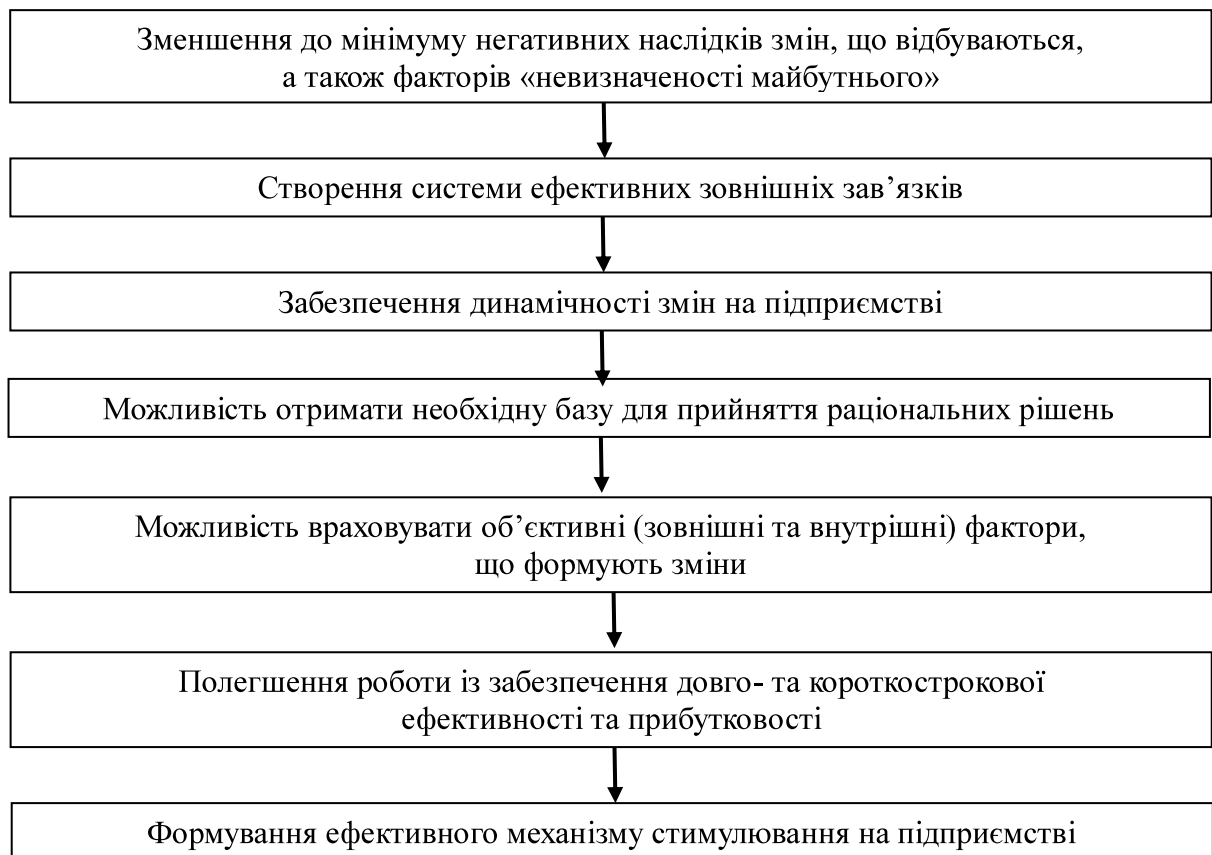 Зменшення до мінімуму негативних наслідків змін, що відбуваються,
а також факторів «невизначеності майбутнього»
Створення системи ефективних зовнішніх зав’язків
Забезпечення динамічності змін на підприємстві
Можливість отримати необхідну базу для прийняття раціональних рішень
Можливість враховувати об’єктивні (зовнішні та внутрішні) фактори,
що формують зміни
Полегшення роботи із забезпечення довго- та короткострокової
ефективності та прибутковості
Формування ефективного механізму стимулювання на підприємстві